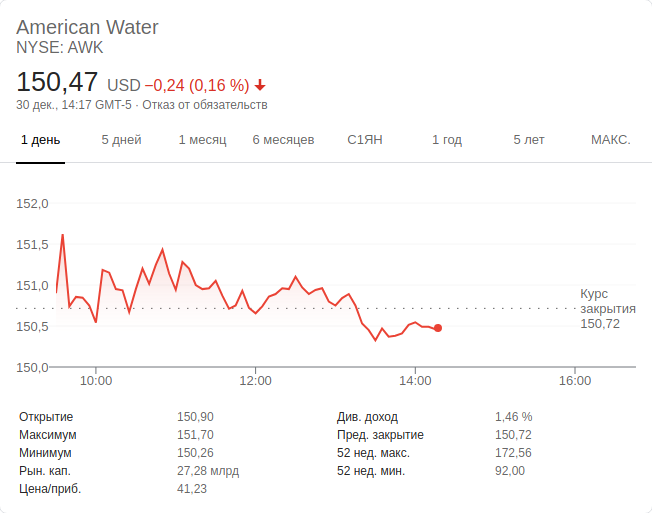 American Water
NYSE: AWK
150,47 USD −0,24 (0,16 %)
30 дек., 14:17 GMT-5 · Отказ от обязательств
1 день 5 дней 1 месяц 6 месяцев С1ЯН 1 год 5 лет МАКС.
152,0
151,5
151,0
150,5
150,0
Курс
закрытия
150,72
10:00 12:00 14:00 16:00
Открытие 150,90 Див. доход 1,46 %
Максимум 151,70 Пред. закрытие 150,72
Минимум 150,26 52 нед. макс. 172,56
Рын. кап. 27,28 млрд 52 нед. мин. 92,00
Цена/приб. 41,23